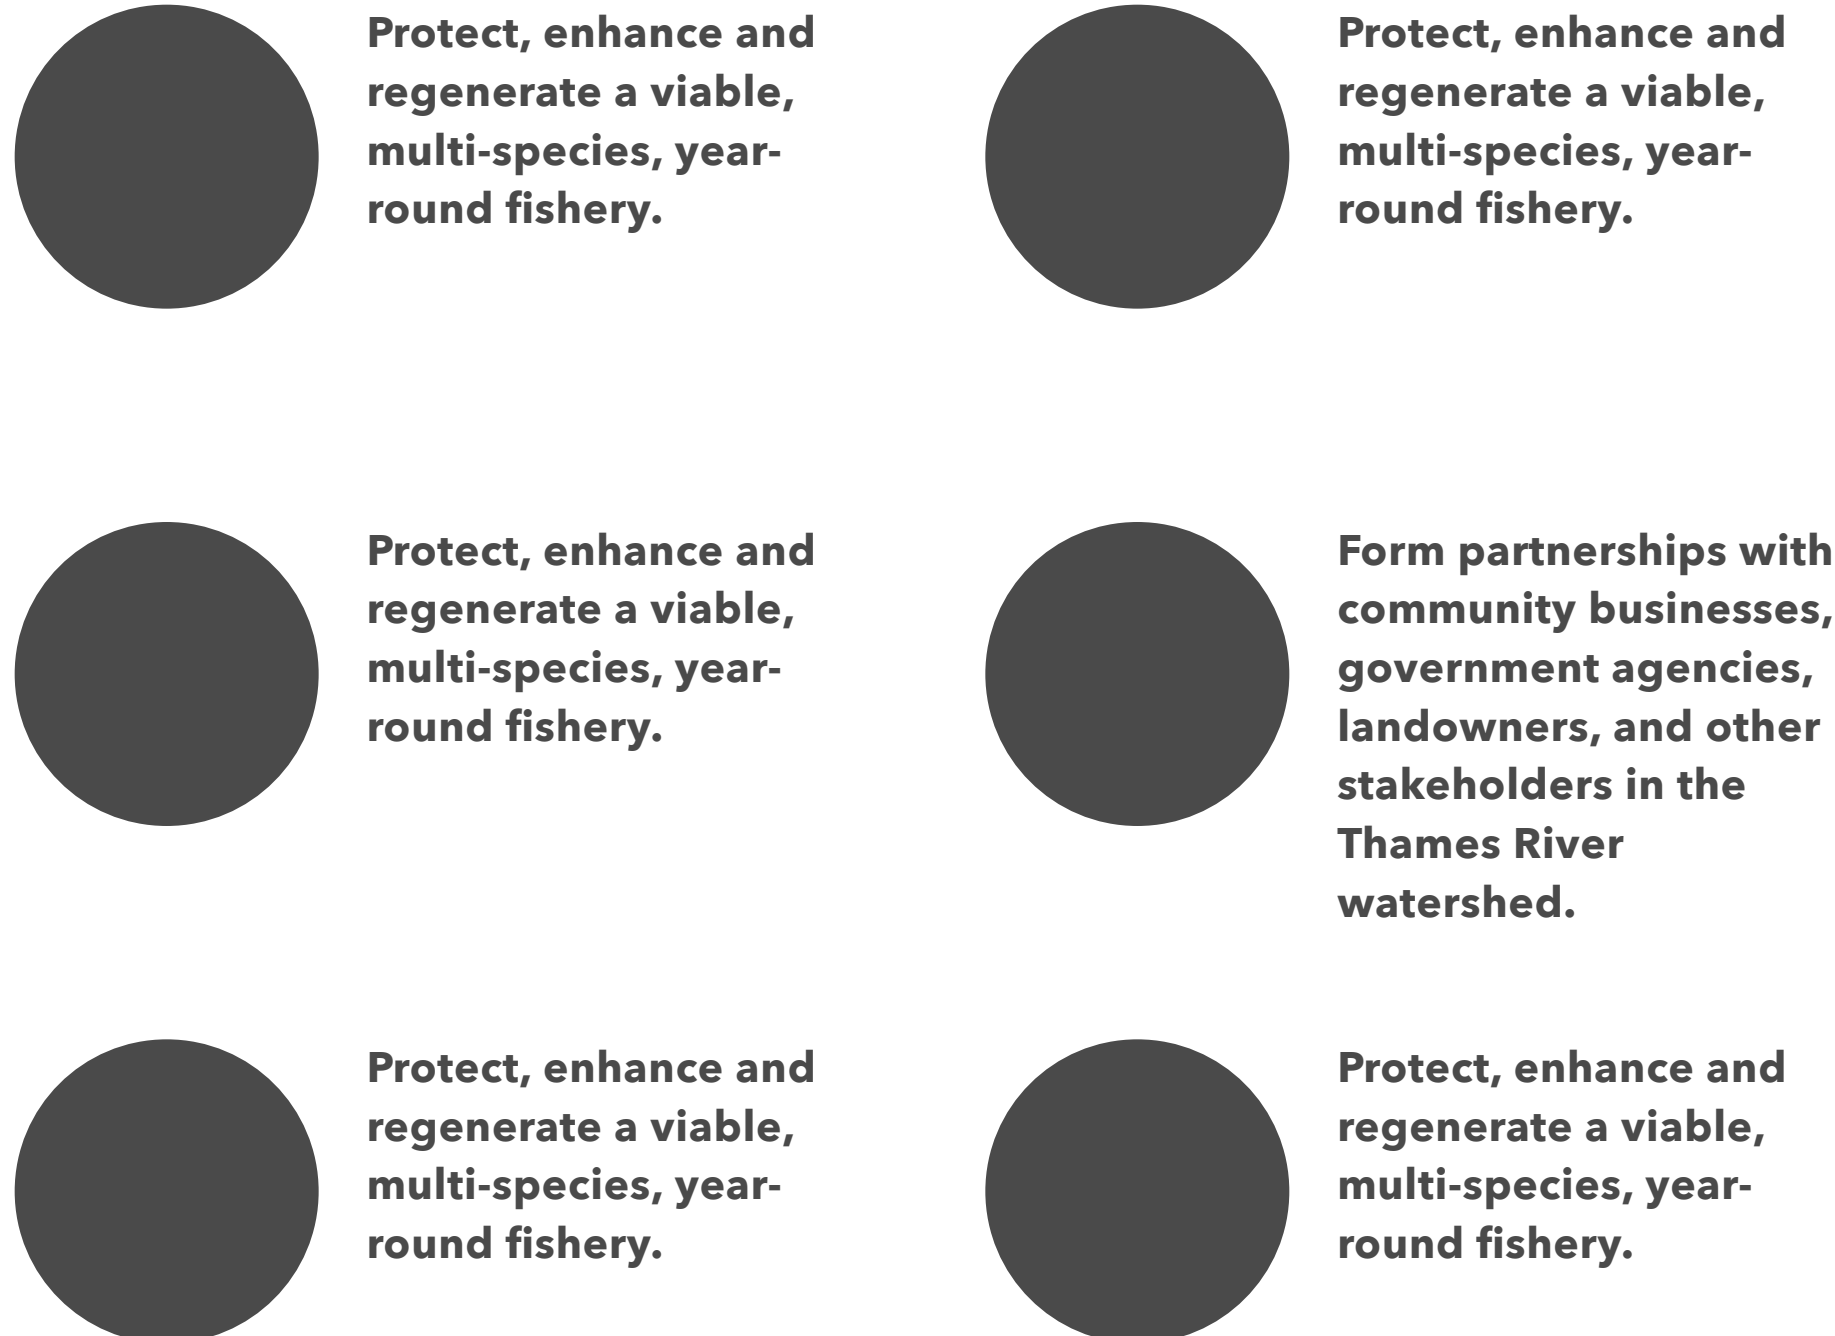 Protect, enhance and
regenerate a viable,
multi-species, year-
round fishery.
Protect, enhance and
regenerate a viable,
multi-species, year-
round fishery.
Protect, enhance and
regenerate a viable,
multi-species, year-
round fishery.
Form partnerships with
community businesses,
government agencies,
landowners, and other
stakeholders in the
Thames River
watershed.
Protect, enhance and
regenerate a viable,
multi-species, year-
round fishery.
Protect, enhance and
regenerate a viable,
multi-species, year-
round fishery.